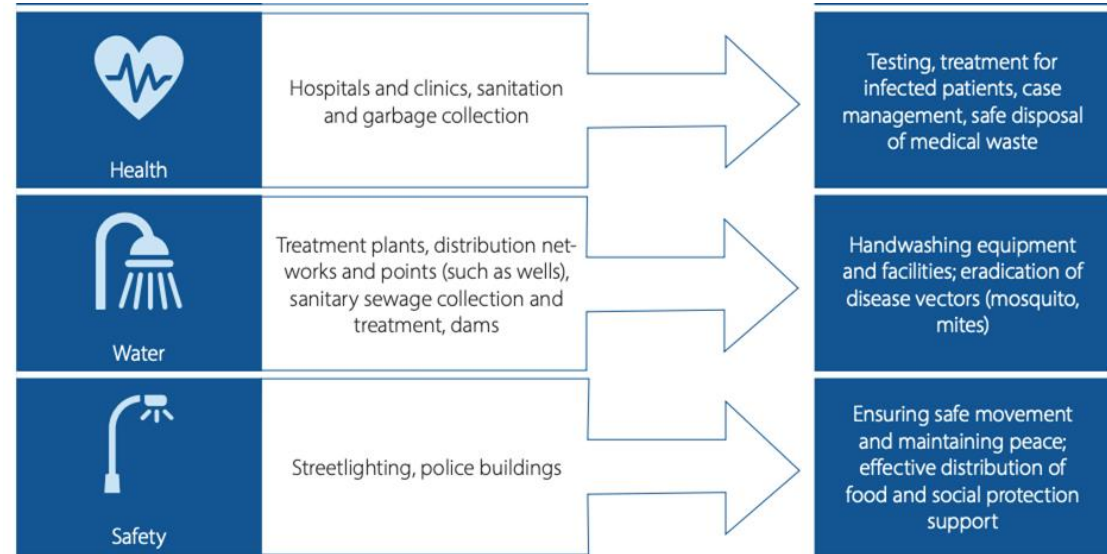 Health
Hospitals and clinics, sanitation
and garbage collection
Testing, treatment for
infected patients, case
management, safe disposal
of medical waste
Water
Treatment plants, distribution net-
works and points (such as wells),
sanitary sewage collection and
treatment, dams
Handwashing equipment
and facilities; eradication of
disease vectors (mosquito,
mites)
Safety
Streetlighting, police buildings
Ensuring safe movement
and maintaining peace;
effective distribution of
food and social protection
support